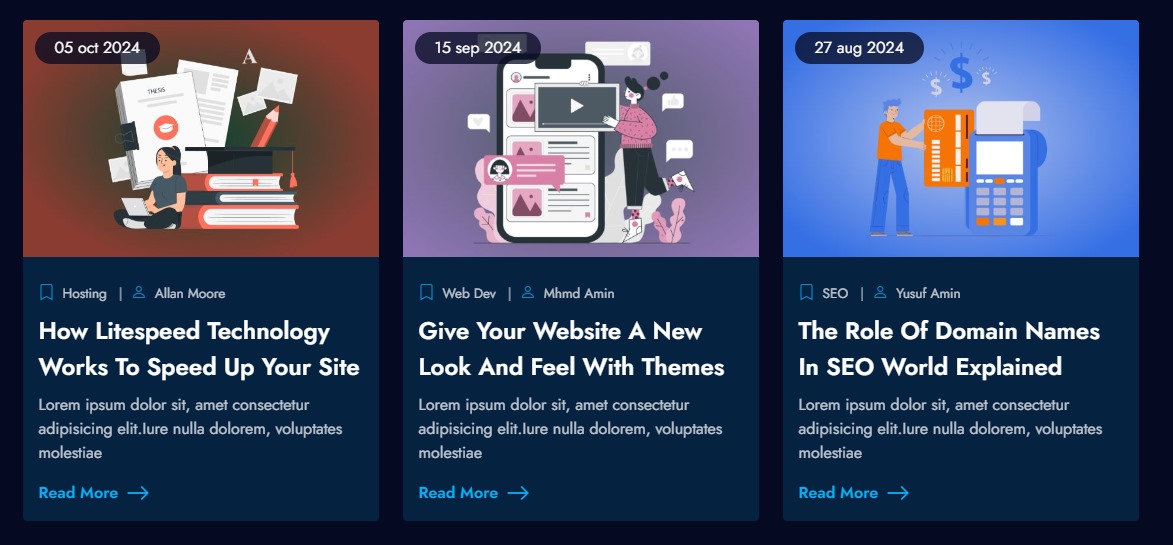 05 oct 2024
THESIS
A
Hosting | Allan Moore
How Litespeed Technology
Works To Speed Up Your Site
Lorem ipsum dolor sit, amet consectetur
adipisicing elit.Iure nulla dolorem, voluptates
molestiae
Read More
15 sep 2024
Web Dev | Mhmd Amin
Give Your Website A New
Look And Feel With Themes
Lorem ipsum dolor sit, amet consectetur
adipisicing elit.Iure nulla dolorem, voluptates
molestiae
Read More
27 aug 2024
$ $ $
SEO | Yusuf Amin
The Role Of Domain Names
In SEO World Explained
Lorem ipsum dolor sit, amet consectetur
adipisicing elit.Iure nulla dolorem, voluptates
molestiae
Read More